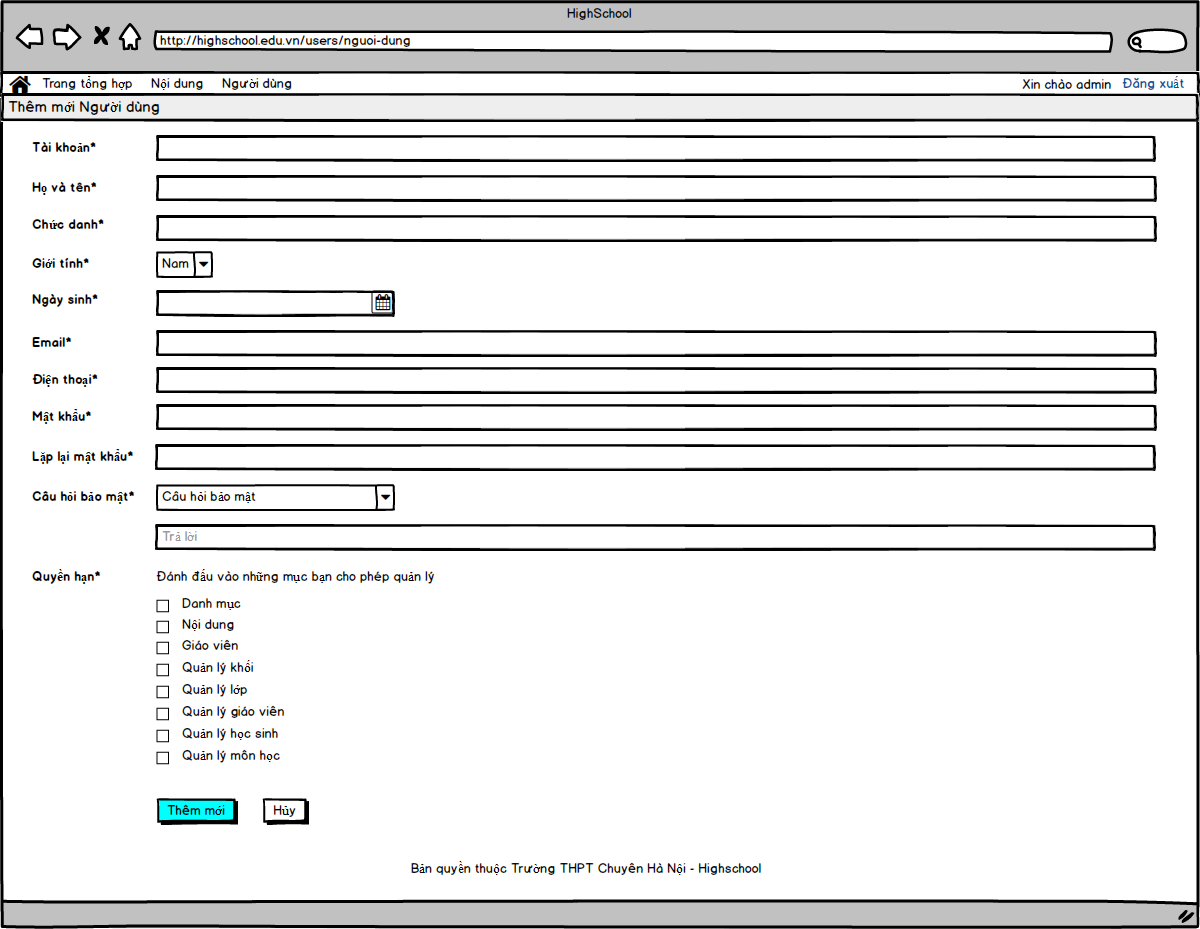 HighSchool
http://highschool.edu.vn/users/nguoi-dung
Trang tổng hợp Nội dung Người dùng Xin chào admin Đăng xuất
Thêm mới Người dùng
Tài khoản*
Họ và tên*
Chức danh*
Giới tính* Nam
Ngày sinh*
Email*
Điện thoại*
Mật khẩu*
Lặp lại mật khẩu*
Câu hỏi bảo mật* Câu hỏi bảo mật
Trả lời
Quyền hạn* Đánh đấu vào những mục bạn cho phép quản lý
Danh mục
Nội dung
Giáo viên
Quản lý khối
Quản lý lớp
Quản lý giáo viên
Quản lý học sinh
Quản lý môn học
Thêm mới Hủy
Bản quyền thuộc Trường THPT Chuyên Hà Nội - Highschool